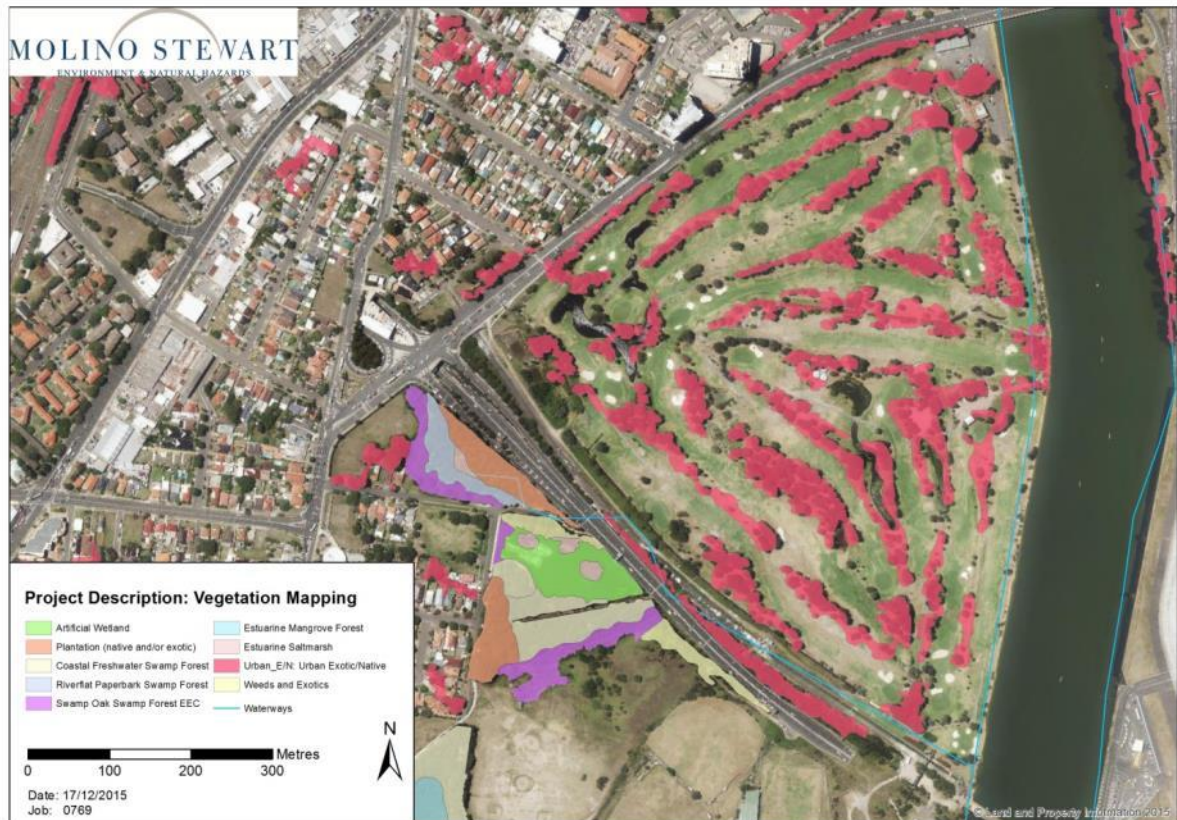 MOLINO STEWART
ENVIRONMENT & NATURAL HAZARDS
Project Description: Vegetation Mapping
Artificial Wetland
Plantation (native and/or exotic)
Coastal Freshwater Swamp Forest
Riverflat Paperbark Swamp Forest
Swamp Oak Swamp Forest EEC
Estuarine Mangrove Forest
Estuarine Saltmarsh
Urban_E/N: Urban Exotic/Native
Weeds and Exotics
Waterways
N
Metres
0 100 200 300
Date: 17/12/2015
Job: 0769
© Land and Property Information 2015